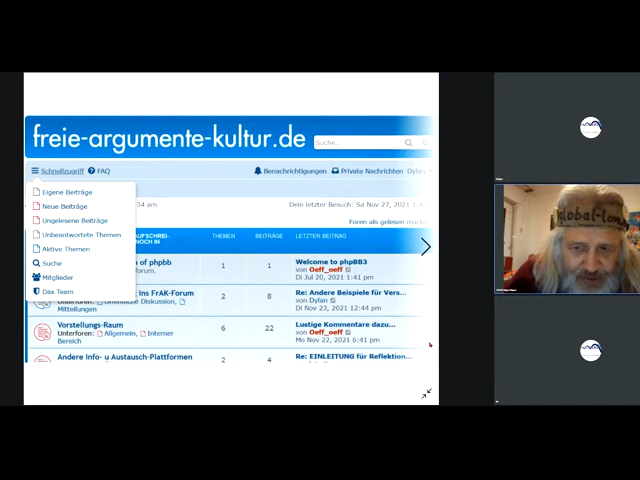 freie-argumente-kultur.de
Suche...
Schnellzugriff FAQ
Benachrichtigungen Private Nachrichten Dylan
Eigene Beiträge
Neue Beiträge
Ungelesene Beiträge
Unbeantwortete Themen
Aktive Themen
Suche
Mitglieder
Das Team
34 am
Dein letzter Besuch: Sa Nov 27, 2021 1
Foren als gelesen
THEMEN BEITRÄGE LETZTER BEITRAG
NOCH IN
n of phpbb
forum.
1 1
Welcome to phpBB3
von Oeff_oeff
Di Jul 20, 2021 1:41 pm
ins FrAK-Forum
Unterforen: Öffentliche Diskussion,
Mitteilungen
2 8
Re: Andere Beispiele für Vers...
von Dylan
Di Nov 23, 2021 12:44 pm
Vorstellungs-Raum
Unterforen: Allgemein, Interner
Bereich
6 22
Lustige Kommentare dazu...
von Oeff_oeff
Mo Nov 22, 2021 6:41 pm
Andere Info- u Austausch-Plattformen
2 4
Re: EINLEITUNG für Reflektion...
global-love